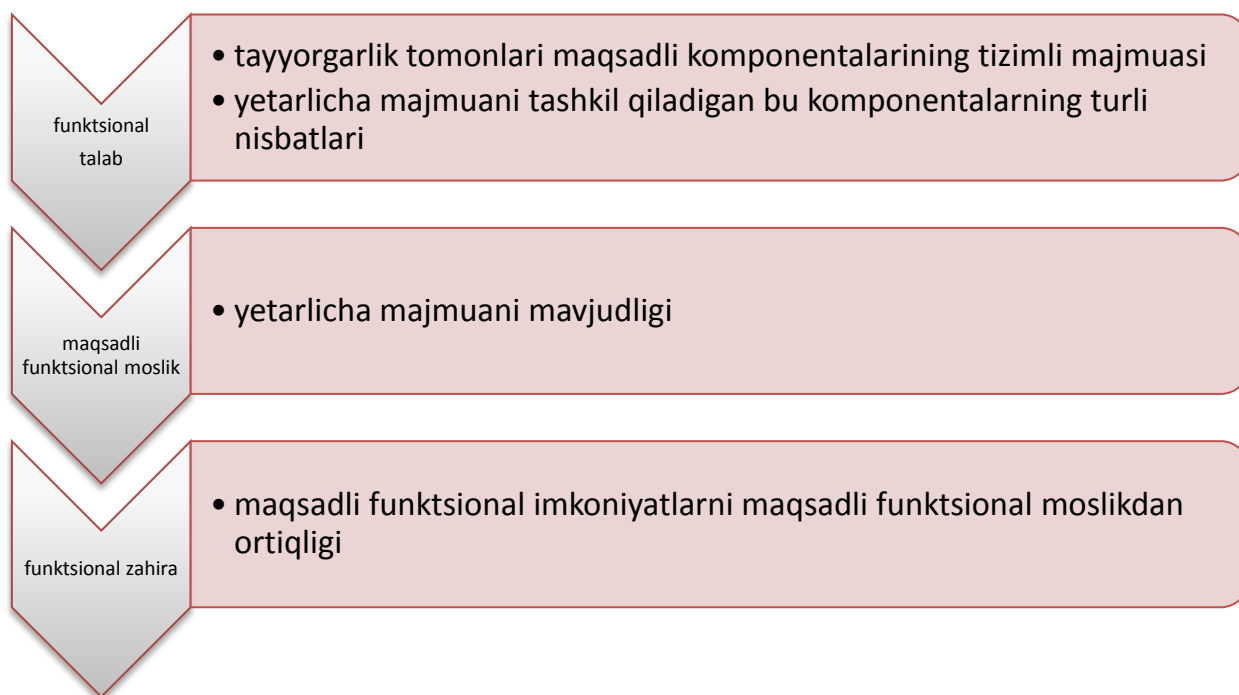 funktsional
talab
• tayyorgarlik tomonlari maqsadli komponentalarining tizimli majmuasi
• yetarlicha majmuani tashkil qiladigan bu komponentalarning turli
nisbatlari
maqsadli
funktsional moslik
• yetarlicha majmuani mavjudligi
funktsional zahira
• maqsadli funktsional imkoniyatlarni maqsadli funktsional moslikdan
ortiqligi